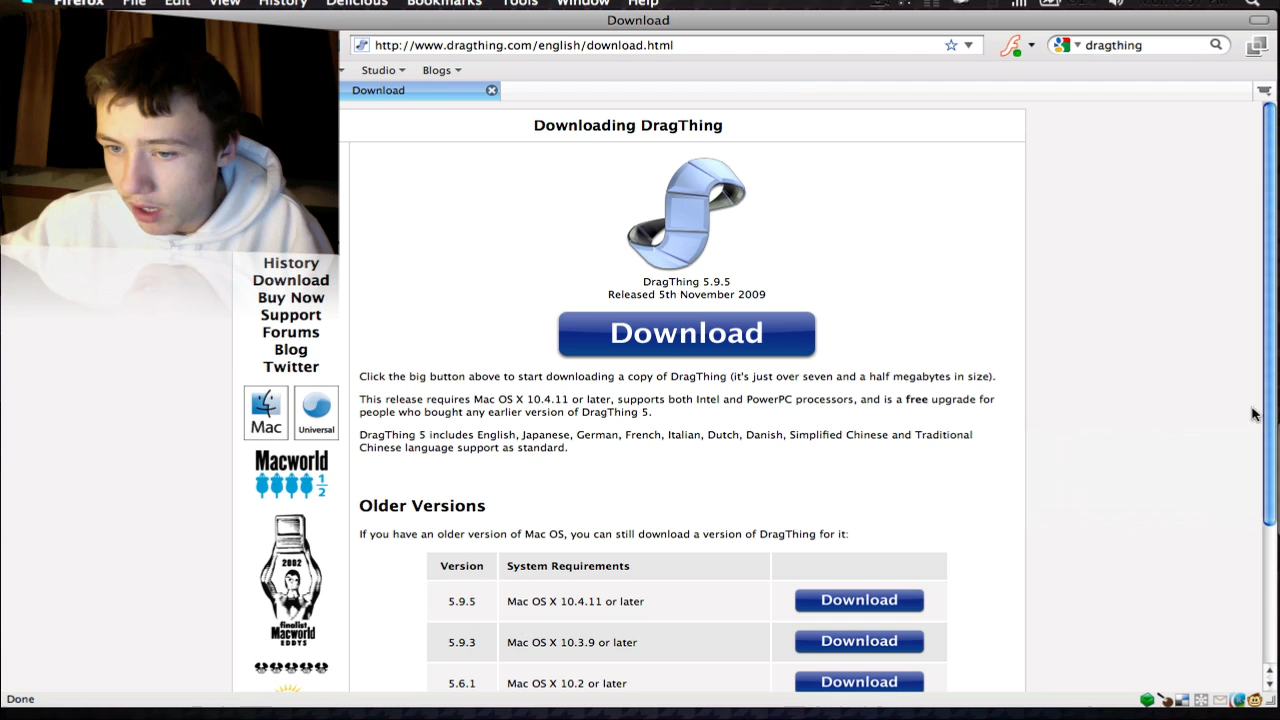 Firefox File Edit View History Delicious Bookmarks Tools Window Help
Download
http://www.dragthing.com/english/download.html
dragthing
Studio Blogs
Download
Downloading DragThing
DragThing 5.9.5
Released 5th November 2009
Download
Click the big button above to start downloading a copy of DragThing (it's just over seven and a half megabytes in size).
This release requires Mac OS X 10.4.11 or later, supports both Intel and PowerPC processors, and is a free upgrade for
people who bought any earlier version of DragThing 5.
DragThing 5 includes English, Japanese, German, French, Italian, Dutch, Danish, Simplified Chinese and Traditional
Chinese language support as standard.
Older Versions
If you have an older version of Mac OS, you can still download a version of DragThing for it:
Version System Requirements
5.9.5 Mac OS X 10.4.11 or later Download
5.9.3 Mac OS X 10.3.9 or later Download
5.6.1 Mac OS X 10.2 or later Download
History
Download
Buy Now
Support
Forums
Blog
Twitter
Mac Universal
Macworld
1/2
2002
finalist
Macworld
EDDYS
Done